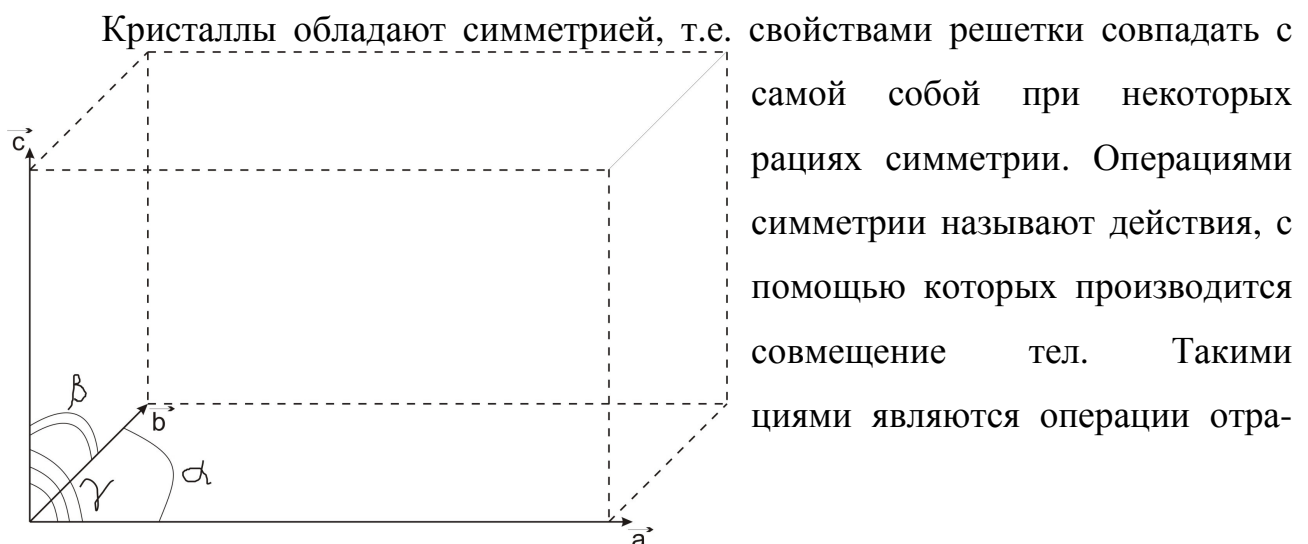 Кристаллы обладают симметрией, т.е. свойствами решетки совпадать с
самой собой при некоторых
рациях симметрии. Операциями
симметрии называют действия, с
помощью которых производится
совмещение тел. Такими
циями являются операции отра-
c
β
b
γ
α
a